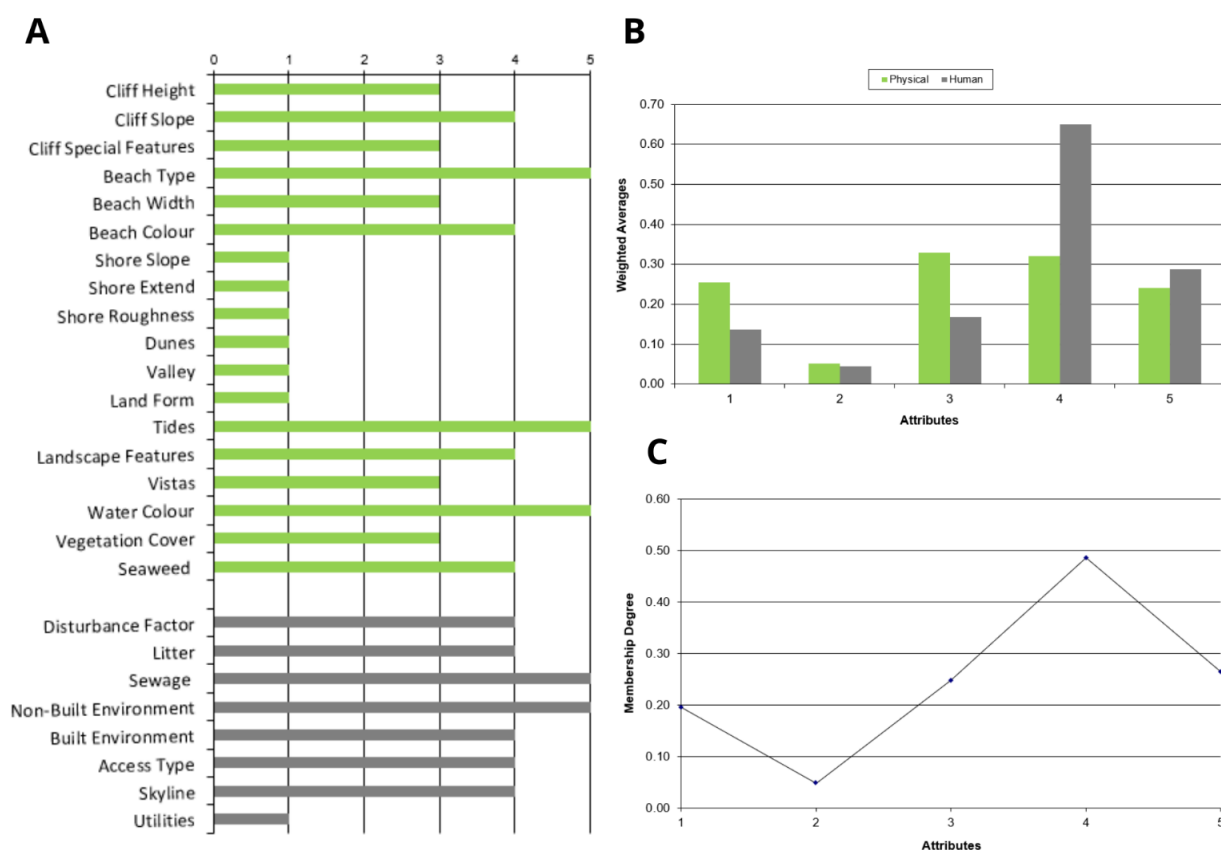 A
0 1 2 3 4 5
Cliff Height
Cliff Slope
Cliff Special Features
Beach Type
Beach Width
Beach Colour
Shore Slope
Shore Extend
Shore Roughness
Dunes
Valley
Land Form
Tides
Landscape Features
Vistas
Water Colour
Vegetation Cover
Seaweed
Disturbance Factor
Litter
Sewage
Non-Built Environment
Built Environment
Access Type
Skyline
Utilities
B
Physical Human
Weighted Averages
0.70
0.60
0.50
0.40
0.30
0.20
0.10
0.00
1 2 3 4 5
Attributes
C
Membership Degree
0.60
0.50
0.40
0.30
0.20
0.10
0.00
1 2 3 4 5
Attributes